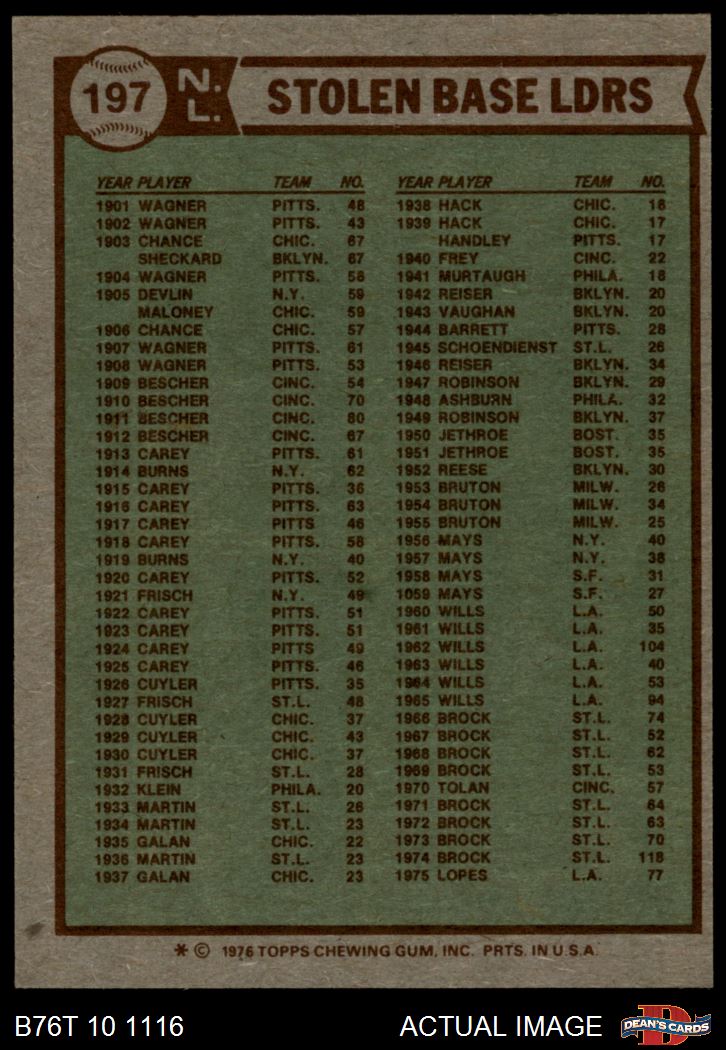 197 N.L. STOLEN BASE LDRS
YEAR PLAYER TEAM NO.
1901 WAGNER PITTS. 48
1902 WAGNER PITTS. 43
1903 CHANCE CHIC. 67
SHECKARD BKLYN. 67
1904 WAGNER PITTS. 58
1905 DEVLIN N.Y. 59
MALONEY CHIC. 59
1906 CHANCE CHIC. 57
1907 WAGNER PITTS. 61
1908 WAGNER PITTS. 53
1909 BESCHER CINC. 54
1910 BESCHER CINC. 70
1911 BESCHER CINC. 80
1912 BESCHER CINC. 67
1913 CAREY PITTS. 61
1914 BURNS N.Y. 62
1915 CAREY PITTS. 36
1916 CAREY PITTS. 63
1917 CAREY PITTS. 46
1918 CAREY PITTS. 58
1919 BURNS N.Y. 40
1920 CAREY PITTS. 52
1921 FRISCH N.Y. 49
1922 CAREY PITTS. 51
1923 CAREY PITTS. 51
1924 CAREY PITTS 49
1925 CAREY PITTS. 46
1926 CUYLER PITTS. 35
1927 FRISCH ST.L. 48
1928 CUYLER CHIC. 37
1929 CUYLER CHIC. 43
1930 CUYLER CHIC. 37
1931 FRISCH ST.L. 28
1932 KLEIN PHILA. 20
1933 MARTIN ST.L. 26
1934 MARTIN ST.L. 23
1935 GALAN CHIC. 22
1936 MARTIN ST.L. 23
1937 GALAN CHIC. 23
YEAR PLAYER TEAM NO.
1938 HACK CHIC. 16
1939 HACK CHIC. 17
HANDLEY PITTS. 17
1940 FREY CINC. 22
1941 MURTAUGH PHILA. 18
1942 REISER BKLYN. 20
1943 VAUGHAN BKLYN. 20
1944 BARRETT PITTS. 28
1945 SCHOENDIENST ST.L. 26
1946 REISER BKLYN. 34
1947 ROBINSON BKLYN. 29
1948 ASHBURN PHILA. 32
1949 ROBINSON BKLYN. 37
1950 JETHROE BOST. 35
1951 JETHROE BOST. 35
1952 REESE BKLYN. 30
1953 BRUTON MILW. 26
1954 BRUTON MILW. 34
1955 BRUTON MILW. 25
1956 MAYS N.Y. 40
1957 MAYS N.Y. 38
1958 MAYS S.F. 31
1059 MAYS S.F. 27
1960 WILLS L.A. 50
1961 WILLS L.A. 35
1962 WILLS L.A. 104
1963 WILLS L.A. 40
1964 WILLS L.A. 53
1965 WILLS L.A. 94
1966 BROCK ST.L. 74
1967 BROCK ST.L. 52
1968 BROCK ST.L. 62
1969 BROCK ST.L. 53
1970 TOLAN CINC. 57
1971 BROCK ST.L. 64
1972 BROCK ST.L. 63
1973 BROCK ST.L. 70
1974 BROCK ST.L. 118
1975 LOPES L.A. 77
* © 1976 TOPPS CHEWING GUM, INC. PRTS. IN U.S.A.
B76T 10 1116 ACTUAL IMAGE DEAN'S CARDS